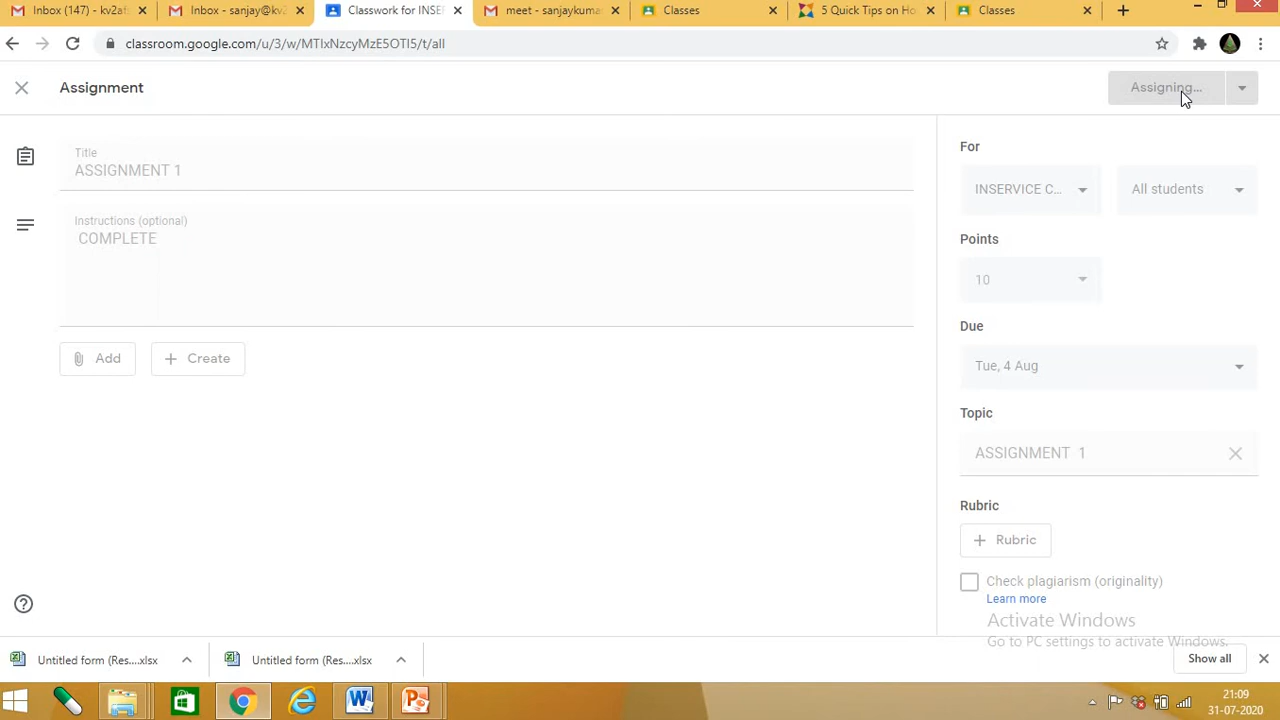 Inbox (147) - kv2af
Inbox - sanjay@kv2
Classwork for INSE
meet - sanjaykuma
Classes
5 Quick Tips on Ho
Classes
classroom.google.com/u/3/w/MTIxNzcyMzE5OTI5/t/all
Assignment
Assigning...
Title
ASSIGNMENT 1
Instructions (optional)
COMPLETE
Add
Create
For
INSERVICE C...
All students
Points
10
Due
Tue, 4 Aug
Topic
ASSIGNMENT 1
Rubric
Rubric
Check plagiarism (originality)
Learn more
Activate Windows
Go to PC settings to activate Windows.
Untitled form (Res....xlsx
Untitled form (Res....xlsx
Show all
21:09
31-07-2020